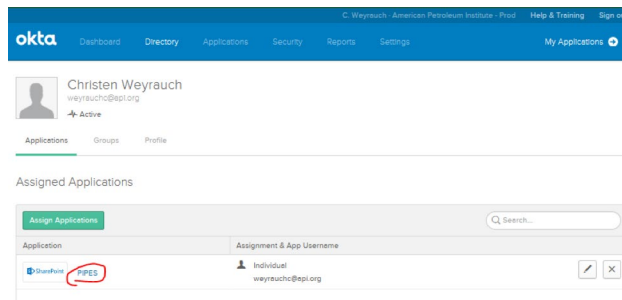 C. Weyrauch - American Petroleum Institute - Prod Help & Training Sign o
okta Dashboard Directory Applications Security Reports Settings My Applications
Christen Weyrauch
weyrauchc@api.org
Active
Applications Groups Profile
Assigned Applications
Assign Applications Search...
Application Assignment & App Username
SharePoint PIPES Individual
weyrauchc@api.org